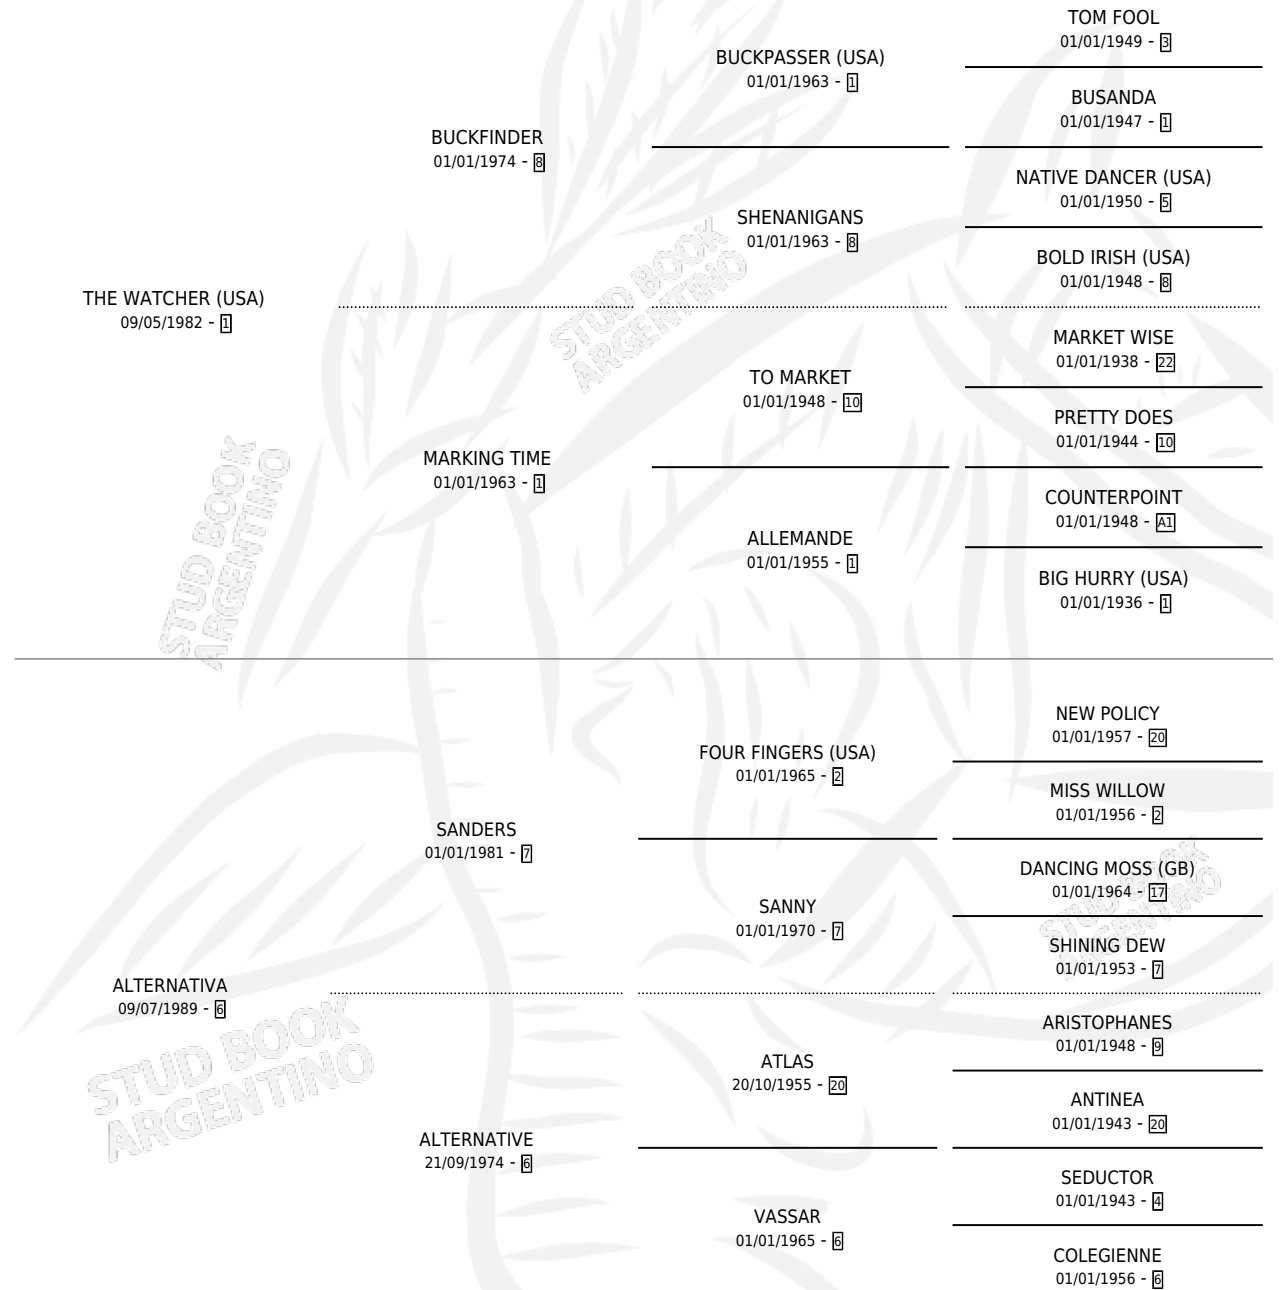 TOM FOOL
01/01/1949 - 3
BUCKPASSER (USA)
01/01/1963 - 1
BUSANDA
01/01/1947 - 1
BUCKFINDER
01/01/1974 - 8
NATIVE DANCER (USA)
01/01/1950 - 5
SHENANIGANS
01/01/1963 - 8
BOLD IRISH (USA)
01/01/1948 - 8
THE WATCHER (USA)
09/05/1982 - 1
MARKET WISE
01/01/1938 - 22
TO MARKET
01/01/1948 - 10
PRETTY DOES
01/01/1944 - 10
MARKING TIME
01/01/1963 - 1
COUNTERPOINT
01/01/1948 - A1
ALLEMANDE
01/01/1955 - 1
BIG HURRY (USA)
01/01/1936 - 1
STUD BOOK
ARGENTINO
STUD BOOK
ARGENTINO
NEW POLICY
01/01/1957 - 20
FOUR FINGERS (USA)
01/01/1965 - 2
MISS WILLOW
01/01/1956 - 2
SANDERS
01/01/1981 - 7
DANCING MOSS (GB)
01/01/1964 - 17
SANNY
01/01/1970 - 7
SHINING DEW
01/01/1953 - 7
STUD BOOK
ARGENTINO
ALTERNATIVA
09/07/1989 - 6
ARISTOPHANES
01/01/1948 - 9
ATLAS
20/10/1955 - 20
ANTINEA
01/01/1943 - 20
STUD BOOK
ARGENTINO
ALTERNATIVE
21/09/1974 - 6
SEDUCTOR
01/01/1943 - 4
VASSAR
01/01/1965 - 6
COLEGIENNE
01/01/1956 - 6